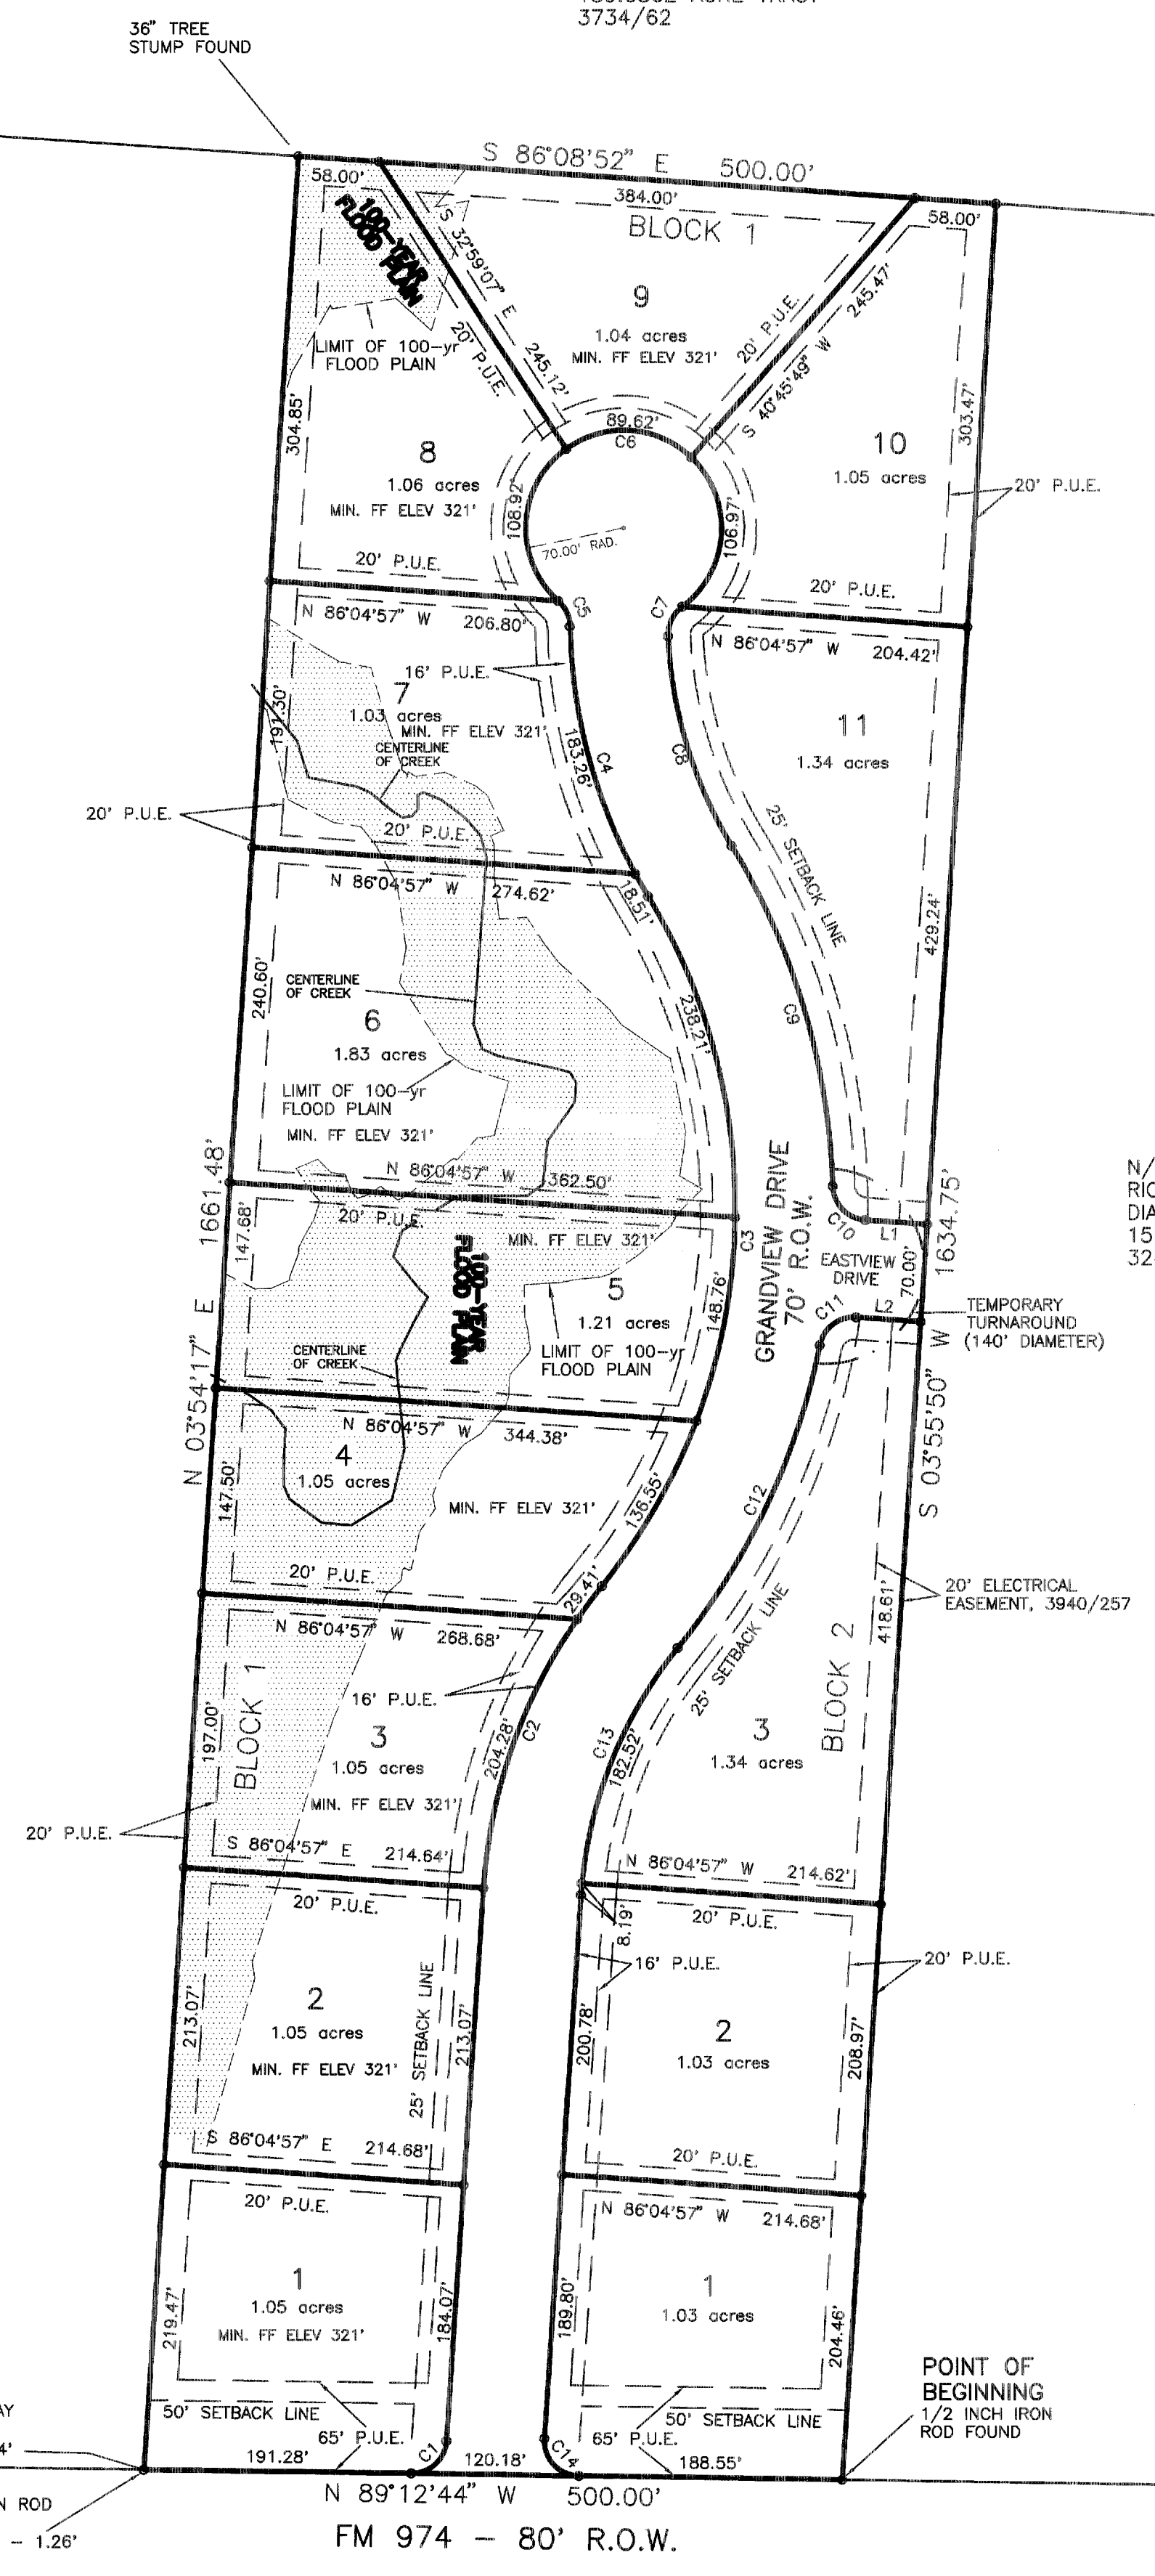 3734/62
36" TREE
STUMP FOUND
S 86°08'52" E 500.00'
58.00'
384.00'
58.00'
BLOCK 1
100-YEAR
FLOOD PLAIN
S 32°59'07" E
245.12'
20' P.U.E.
9
1.04 acres
MIN. FF ELEV 321'
20' P.U.E.
245.47'
S 40°45'49" W
LIMIT OF 100-yr
FLOOD PLAIN
304.85'
303.47'
89.62'
C6
8
1.06 acres
MIN. FF ELEV 321'
10
1.05 acres
20' P.U.E.
108.92'
106.97'
70.00' RAD.
20' P.U.E.
20' P.U.E.
C5
C7
N 86°04'57" W 206.80'
N 86°04'57" W 204.42'
16' P.U.E.
7
1.03 acres
MIN. FF ELEV 321'
191.30'
CENTERLINE
OF CREEK
183.26'
C4
C8
11
1.34 acres
20' P.U.E.
20' P.U.E.
25' SETBACK LINE
N 86°04'57" W 274.62'
18.51'
429.24'
240.60'
CENTERLINE
OF CREEK
6
1.83 acres
238.21'
C9
LIMIT OF 100-yr
FLOOD PLAIN
MIN. FF ELEV 321'
N 86°04'57" W 362.50'
GRANDVIEW DRIVE
70' R.O.W.
N/
RIC
DIA
15
32
1661.48'
147.68'
20' P.U.E.
MIN. FF ELEV 321'
C3
C10
L1
1634.75'
EASTVIEW
DRIVE
70.00'
100-YEAR
FLOOD PLAIN
5
1.21 acres
148.76'
C11
L2
TEMPORARY
TURNAROUND
(140' DIAMETER)
CENTERLINE
OF CREEK
LIMIT OF 100-yr
FLOOD PLAIN
N 03°54'17" E
S 03°55'50" W
N 86°04'57" W 344.38'
4
1.05 acres
147.50'
MIN. FF ELEV 321'
136.55'
C12
20' P.U.E.
29.41'
25' SETBACK LINE
418.61'
20' ELECTRICAL
EASEMENT, 3940/257
N 86°04'57" W 268.68'
BLOCK 1
BLOCK 2
16' P.U.E.
197.00'
3
1.05 acres
MIN. FF ELEV 321'
204.28'
C2
C13
182.52'
3
1.34 acres
20' P.U.E.
S 86°04'57" E 214.64'
N 86°04'57" W 214.62'
20' P.U.E.
20' P.U.E.
8.19'
16' P.U.E.
20' P.U.E.
2
1.05 acres
MIN. FF ELEV 321'
213.07'
25' SETBACK LINE
213.07'
200.78'
2
1.03 acres
208.97'
S 86°04'57" E 214.68'
20' P.U.E.
20' P.U.E.
N 86°04'57" W 214.68'
1
1.05 acres
MIN. FF ELEV 321'
219.47'
184.07'
189.80'
1
1.03 acres
204.46'
POINT OF
BEGINNING
1/2 INCH IRON
ROD FOUND
AY
50' SETBACK LINE
50' SETBACK LINE
65' P.U.E.
65' P.U.E.
4'
191.28'
C1
120.18'
C14
188.55'
N 89°12'44" W 500.00'
N ROD
- 1.26'
FM 974 - 80' R.O.W.